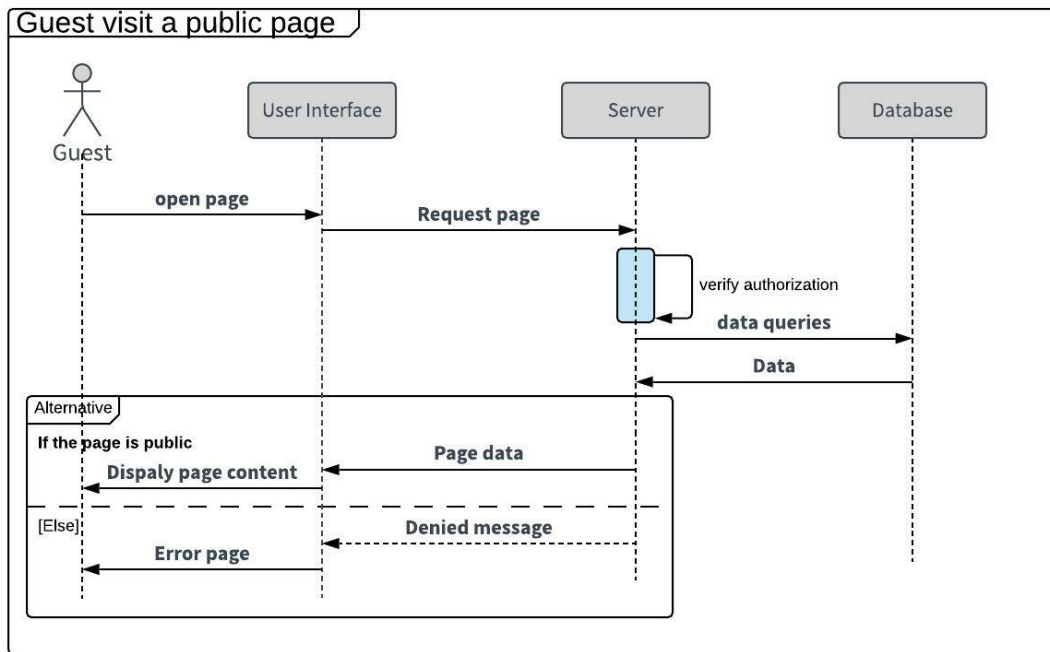 Guest visit a public page
Guest
User Interface
Server
Database
open page
Request page
verify authorization
data queries
Data
Alternative
If the page is public
Page data
Dispaly page content
[Else]
Denied message
Error page